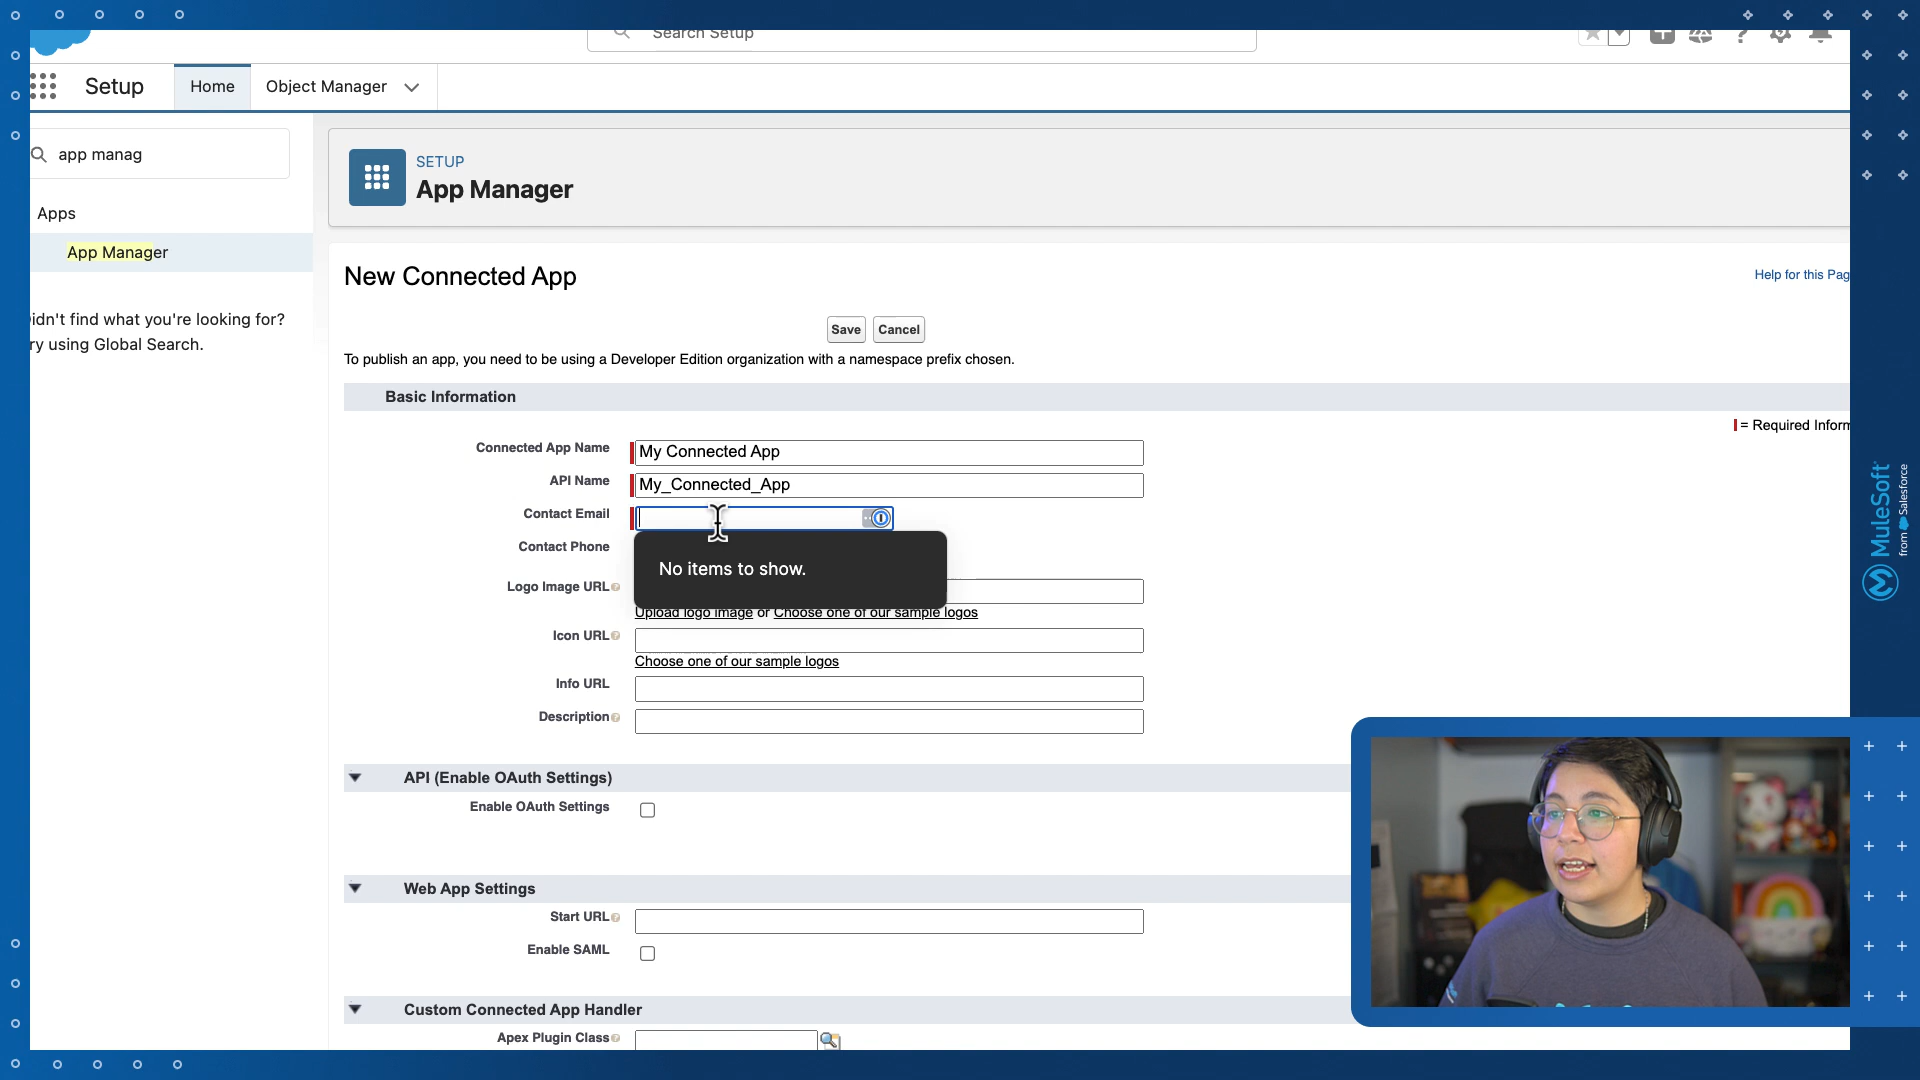 Search Setup
Setup
Home
Object Manager
app manag
Apps
App Manager
idn't find what you're looking for?
ry using Global Search.
SETUP
App Manager
New Connected App
Help for this Pag
Save
Cancel
To publish an app, you need to be using a Developer Edition organization with a namespace prefix chosen.
Basic Information
= Required Inform
Connected App Name
My Connected App
API Name
My_Connected_App
Contact Email
Contact Phone
No items to show.
Logo Image URL
Upload logo image or Choose one of our sample logos
Icon URL
Choose one of our sample logos
Info URL
Description
API (Enable OAuth Settings)
Enable OAuth Settings
Web App Settings
Start URL
Enable SAML
Custom Connected App Handler
Apex Plugin Class
MuleSoft
from Salesforce